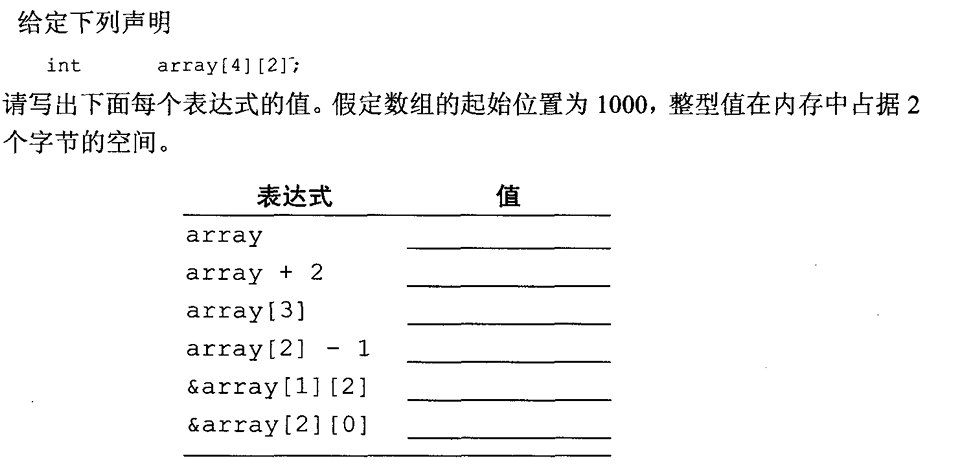 给定下列声明
int array[4][2];
请写出下面每个表达式的值。假定数组的起始位置为 1000，整型值在内存中占据 2
个字节的空间。
表达式 值
array
array + 2
array[3]
array[2] - 1
&array[1][2]
&array[2][0]